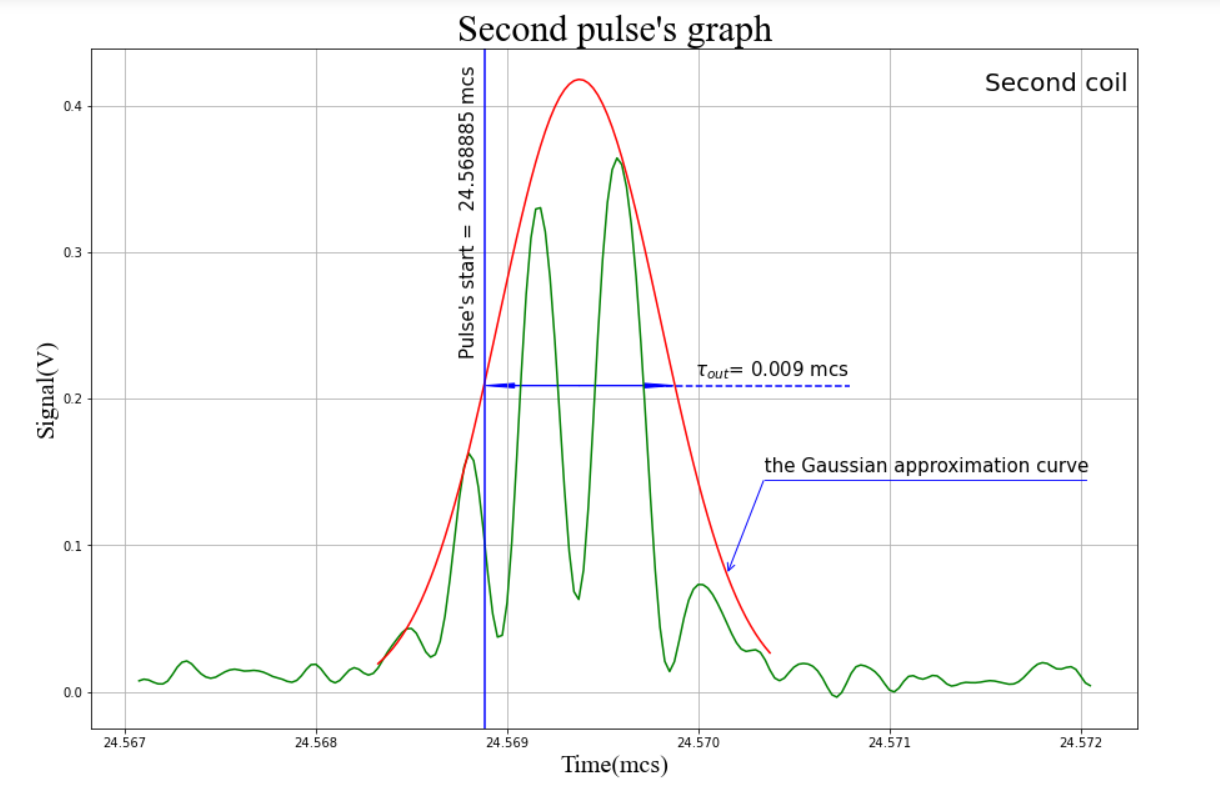 Second pulse's graph
Second coil
Pulse's start =  24.568885 mcs
τout= 0.009 mcs
the Gaussian approximation curve
Signal(V)
0.4
0.3
0.2
0.1
0.0
24.567 24.568 24.569 24.570 24.571 24.572
Time(mcs)